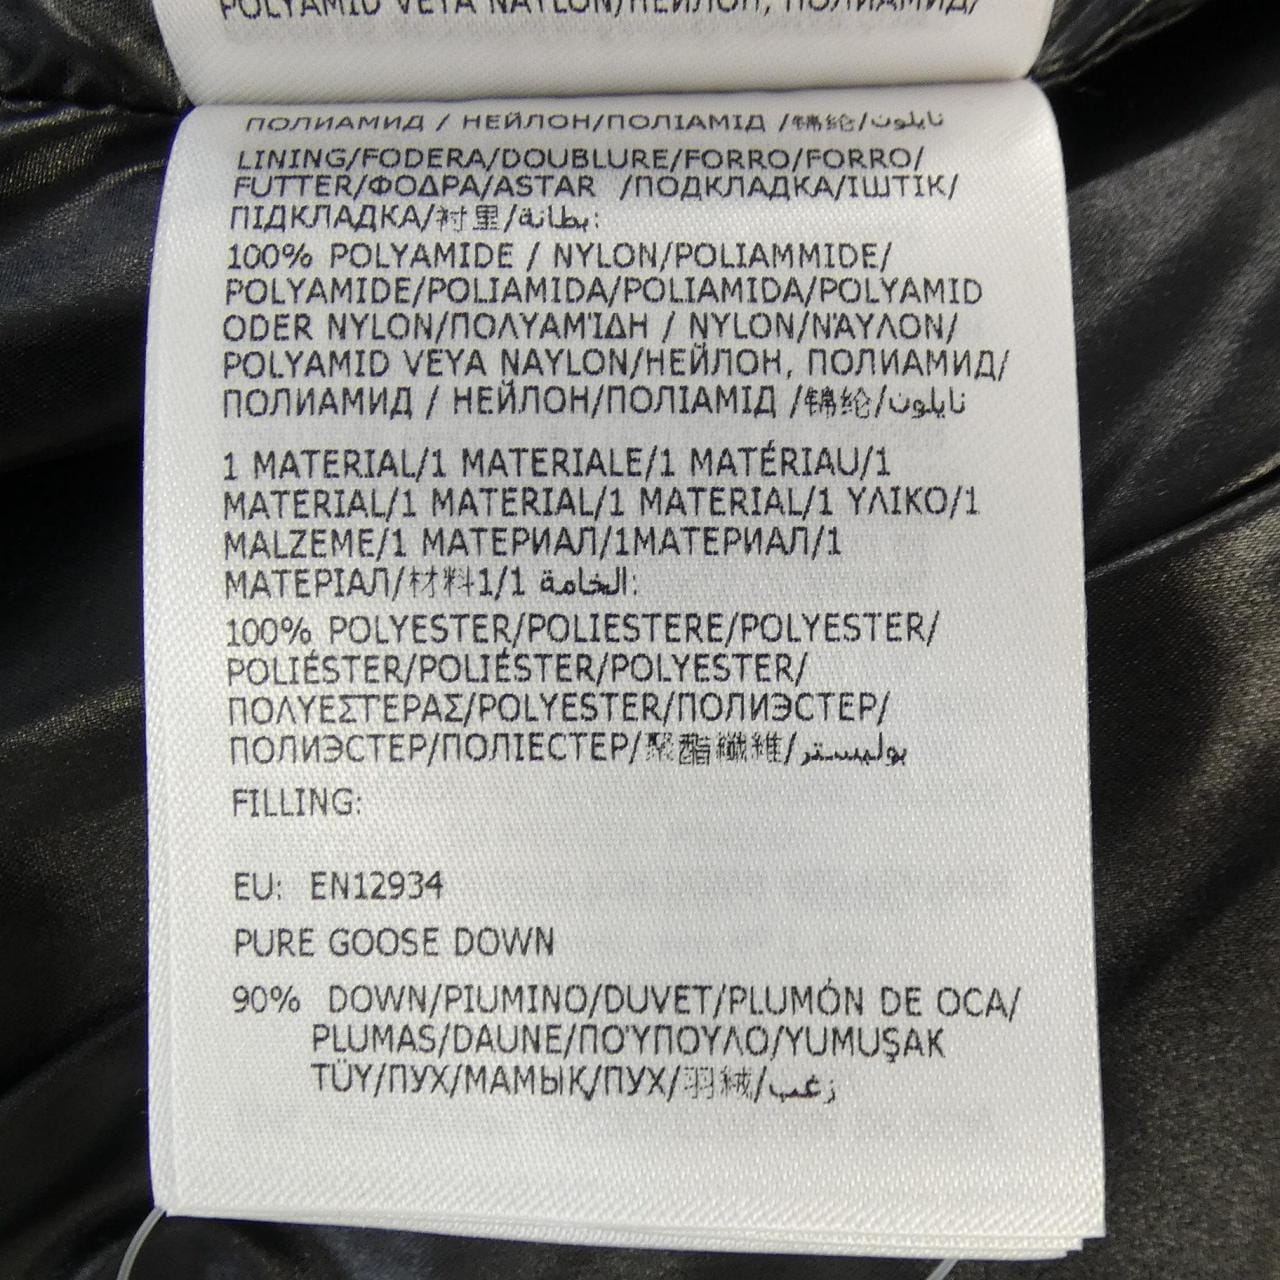 POLYAMID VEYA NAYLON/НЕЙЛОН, ПОЛИАМИД/
ПОЛИАМИД / НЕЙЛОН/ПОЛІАМІД /锦纶/نايلون
LINING/FODERA/DOUBLURE/FORRO/FORRO/
FUTTER/ΦΟΔΡΑ/ASTAR /ПОДКЛАДКА/ІШТІК/
ПІДКЛАДКА/衬里/بطانة:
100% POLYAMIDE / NYLON/POLIAMMIDE/
POLYAMIDE/POLIAMIDA/POLIAMIDA/POLYAMID
ODER NYLON/ΠΟΛΥΑΜΊΔΗ / NYLON/ΝΆΥΛΟΝ/
POLYAMID VEYA NAYLON/НЕЙЛОН, ПОЛИАМИД/
ПОЛИАМИД / НЕЙЛОН/ПОЛІАМІД /锦纶/نايلون
1 MATERIAL/1 MATERIALE/1 MATÉRIAU/1
MATERIAL/1 MATERIAL/1 MATERIAL/1 ΥΛΙΚΟ/1
MALZEME/1 МАТЕРИАЛ/1МАТЕРИАЛ/1
МАТЕРІАЛ/材料1/1 الخامة:
100% POLYESTER/POLIESTERE/POLYESTER/
POLIÉSTER/POLIÉSTER/POLYESTER/
ΠΟΛΥΕΣΤΕΡΑΣ/POLYESTER/ПОЛИЭСТЕР/
ПОЛИЭСТЕР/ПОЛІЕСТЕР/聚酯纖維/بوليستر
FILLING:
EU: EN12934
PURE GOOSE DOWN
90% DOWN/PIUMINO/DUVET/PLUMÓN DE OCA/
PLUMAS/DAUNE/ΠΟΎΠΟΥΛΟ/YUMUŞAK
TÜY/ПУХ/МАМЫҚ/ПУХ/羽絨/زغب